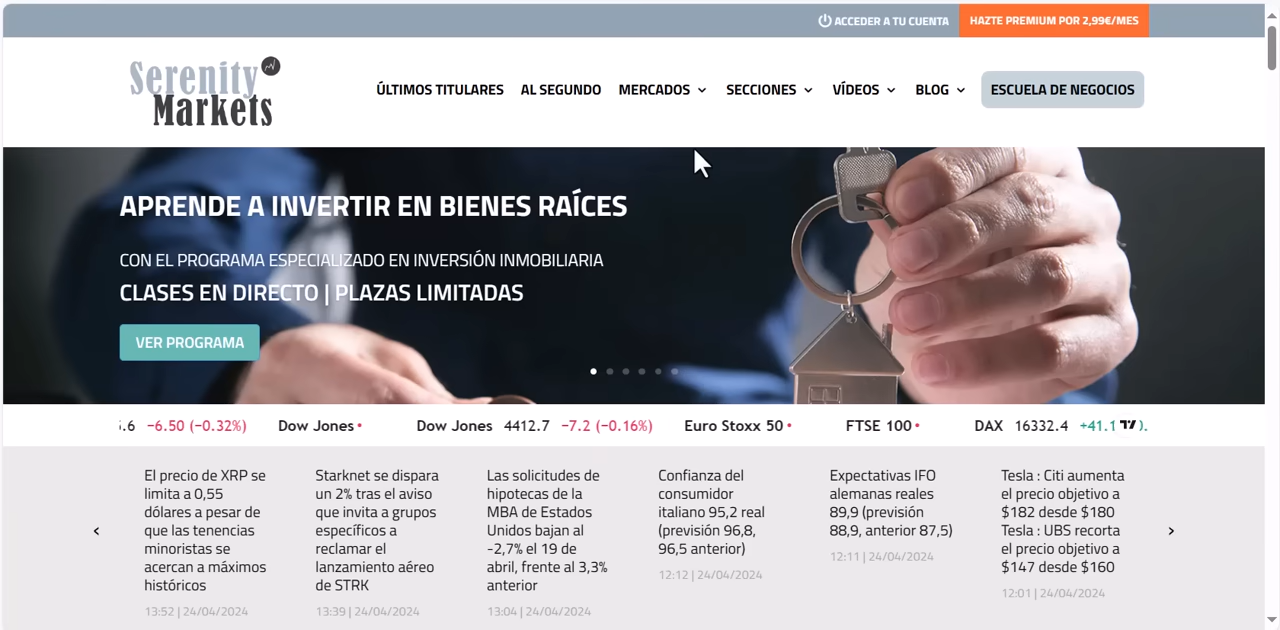 ACCEDER A TU CUENTA
HAZTE PREMIUM POR 2,99€/MES
Serenity
Markets
ÚLTIMOS TITULARES
AL SEGUNDO
MERCADOS
SECCIONES
VÍDEOS
BLOG
ESCUELA DE NEGOCIOS
APRENDE A INVERTIR EN BIENES RAÍCES
CON EL PROGRAMA ESPECIALIZADO EN INVERSIÓN INMOBILIARIA
CLASES EN DIRECTO | PLAZAS LIMITADAS
VER PROGRAMA
.6 −6.50 (−0.32%) Dow Jones Dow Jones 4412.7 −7.2 (−0.16%) Euro Stoxx 50 FTSE 100 DAX 16332.4 +41.1
El precio de XRP se
limita a 0,55
dólares a pesar de
que las tenencias
minoristas se
acercan a máximos
históricos
13:52 | 24/04/2024
Starknet se dispara
un 2% tras el aviso
que invita a grupos
específicos a
reclamar el
lanzamiento aéreo
de STRK
13:39 | 24/04/2024
Las solicitudes de
hipotecas de la
MBA de Estados
Unidos bajan al
-2,7% el 19 de
abril, frente al 3,3%
anterior
13:04 | 24/04/2024
Confianza del
consumidor
italiano 95,2 real
(previsión 96,8,
96,5 anterior)
12:12 | 24/04/2024
Expectativas IFO
alemanas reales
89,9 (previsión
88,9, anterior 87,5)
12:11 | 24/04/2024
Tesla : Citi aumenta
el precio objetivo a
$182 desde $180
Tesla : UBS recorta
el precio objetivo a
$147 desde $160
12:01 | 24/04/2024